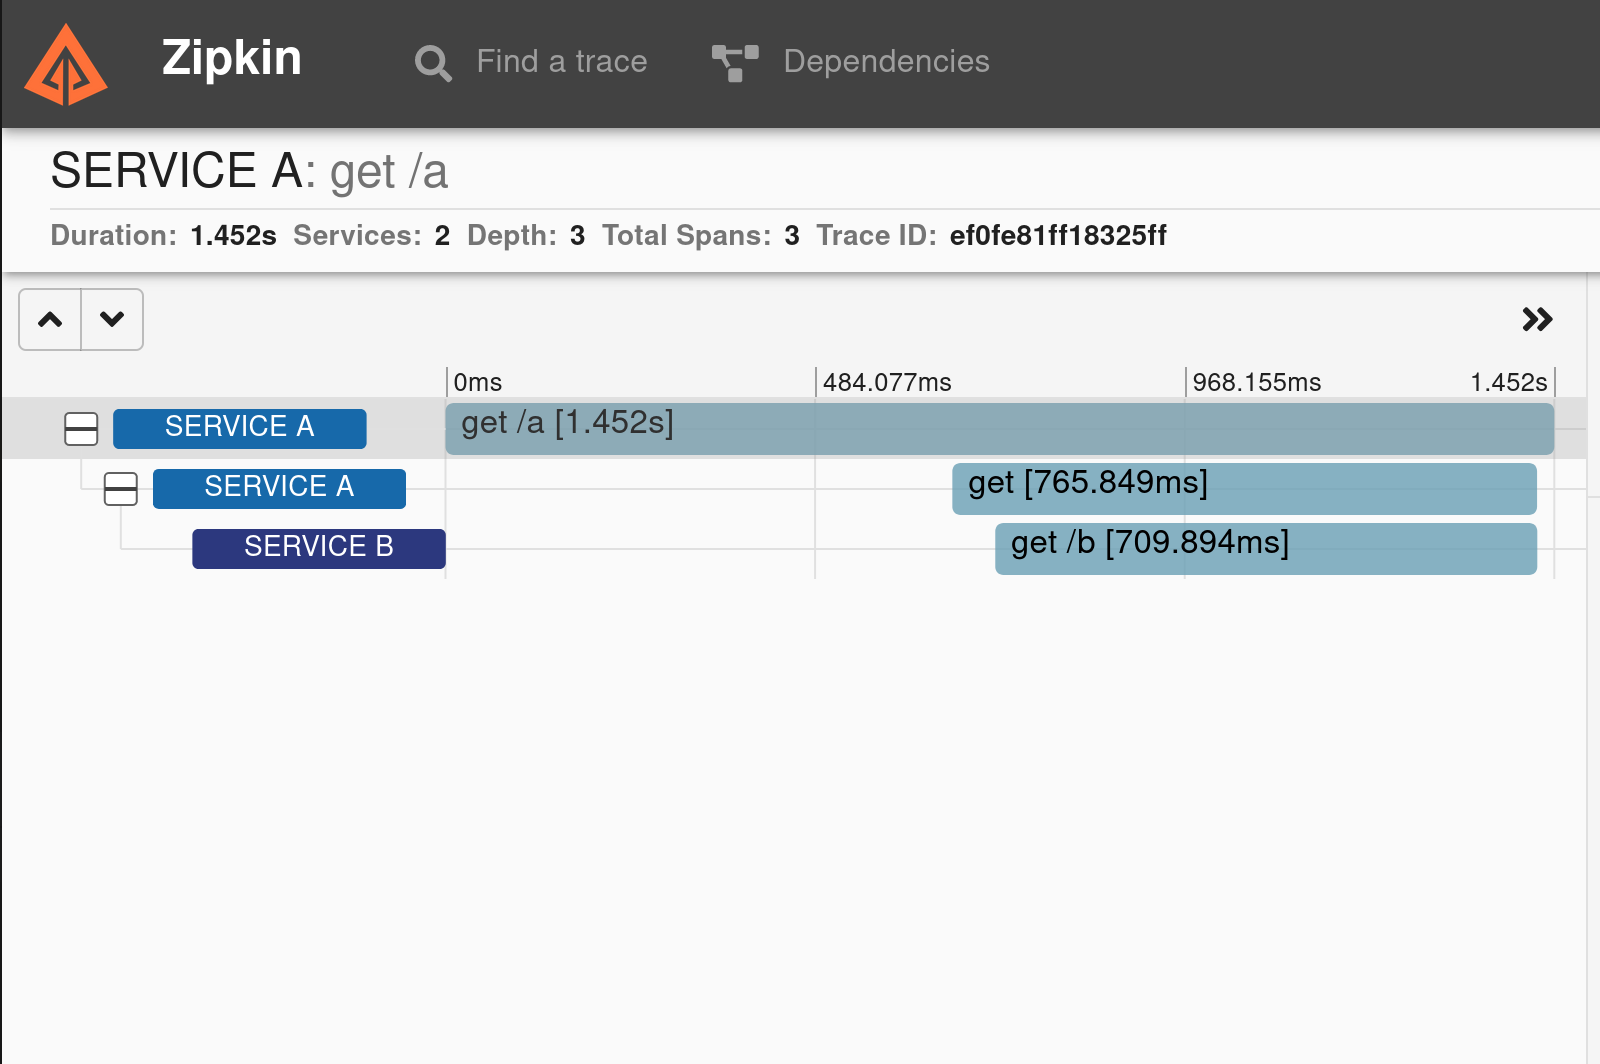 Zipkin Find a trace Dependencies
SERVICE A: get /a
Duration: 1.452s Services: 2 Depth: 3 Total Spans: 3 Trace ID: ef0fe81ff18325ff
0ms 484.077ms 968.155ms 1.452s
SERVICE A get /a [1.452s]
SERVICE A get [765.849ms]
SERVICE B get /b [709.894ms]